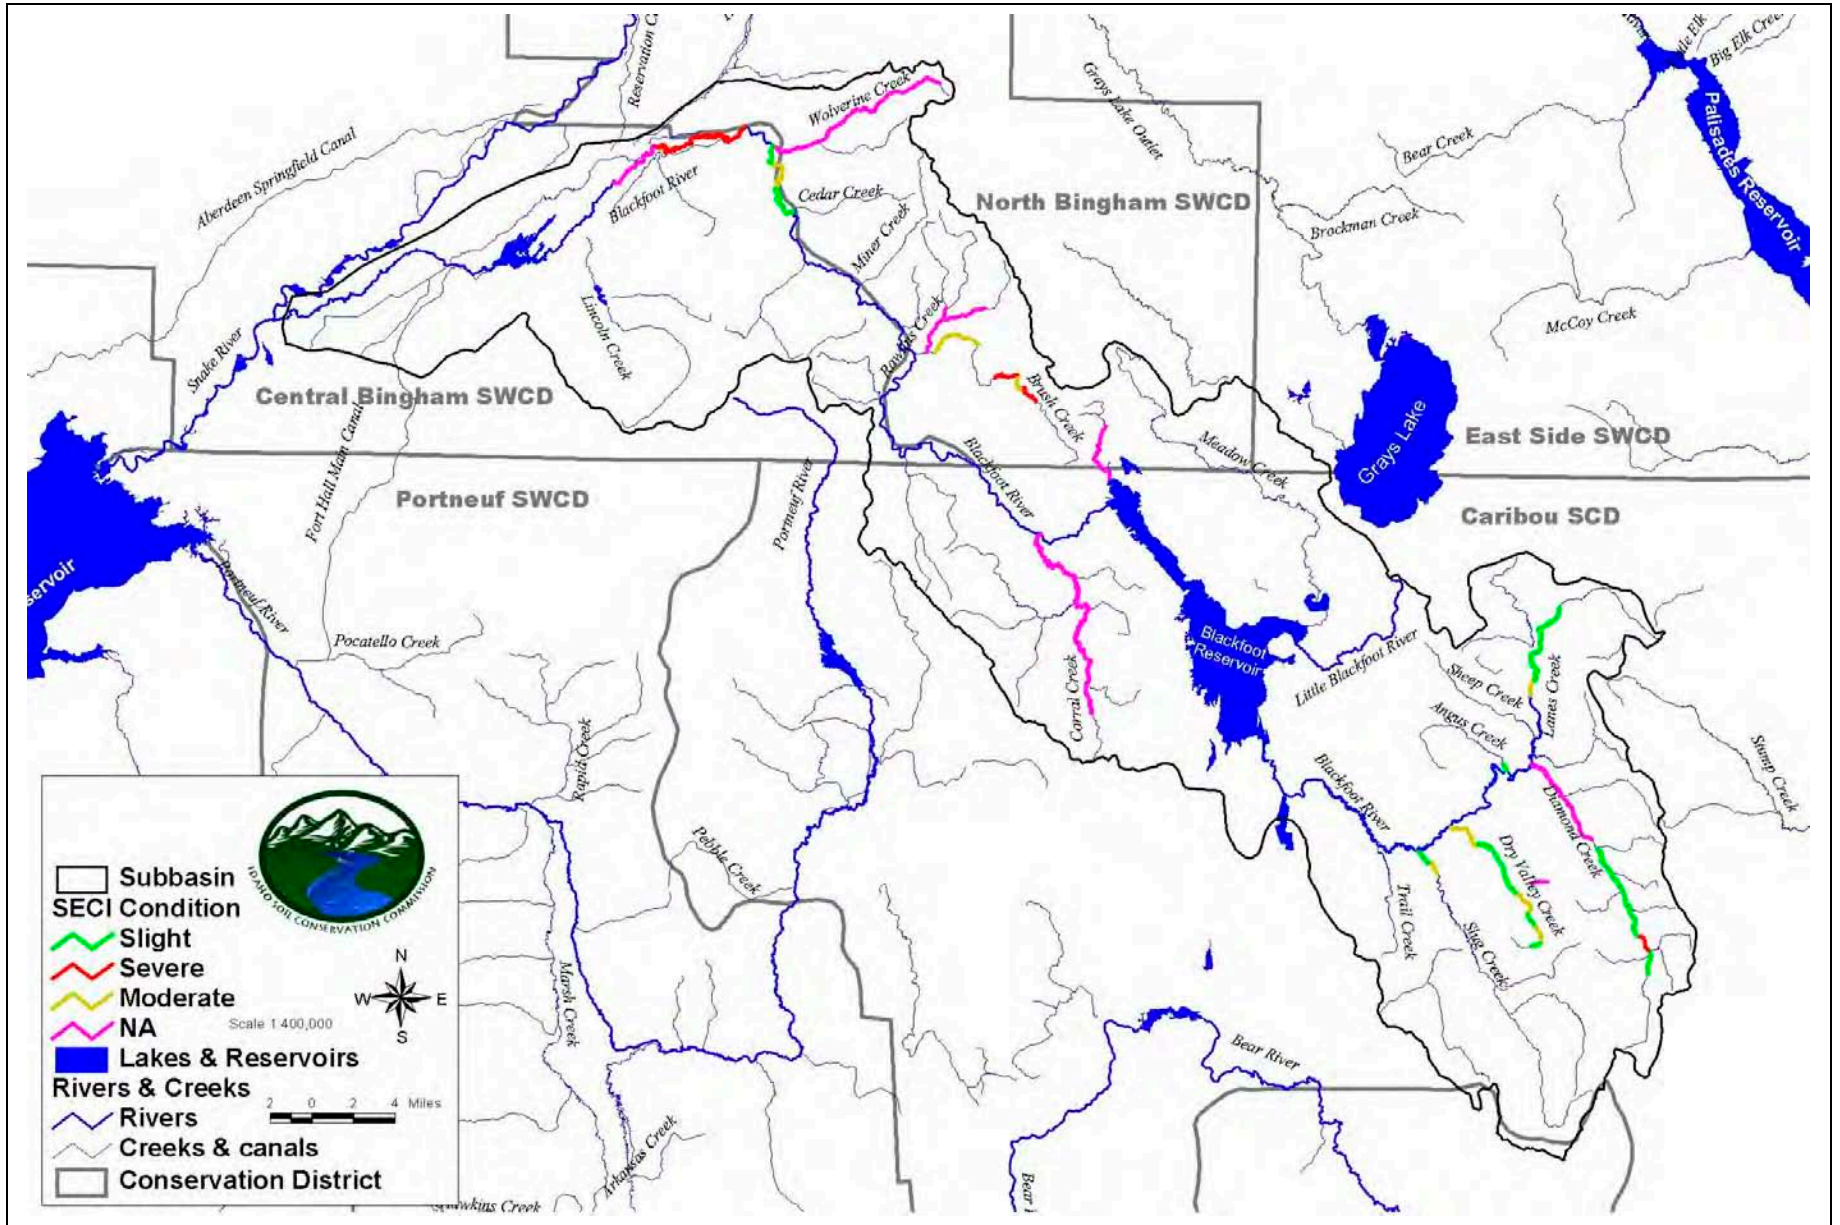 Reservation C
Little Elk
Big Elk Creek
Wolverine Creek
Grays Lake Outlet
Palisades Reservoir
Bear Creek
Aberdeen Springfield Canal
Blackfoot River
Cedar Creek
North Bingham SWCD
Brockman Creek
Miner Creek
Lincoln Creek
Rawlins Creek
McCoy Creek
Snake River
Central Bingham SWCD
Brush Creek
Grays Lake
East Side SWCD
Fort Hall Main Canal
Blackfoot River
Meadow Creek
Portneuf SWCD
Portneuf River
Caribou SCD
servoir
Portneuf River
Pocatello Creek
Blackfoot
Reservoir
Little Blackfoot River
Sheep Creek
Lanes Creek
Corral Creek
Angus Creek
Rapid Creek
Stump Creek
Blackfoot River
Diamond Creek
Pebble Creek
Dry Valley Creek
Trail Creek
Slug Creek
Marsh Creek
Bear River
Arkansas Creek
Hawkins Creek
Bear
IDAHO SOIL CONSERVATION COMMISSION
Subbasin
SECI Condition
Slight
Severe
Moderate
NA
Scale 1:400,000
N
W E
S
Lakes & Reservoirs
Rivers & Creeks
2 0 2 4 Miles
Rivers
Creeks & canals
Conservation District